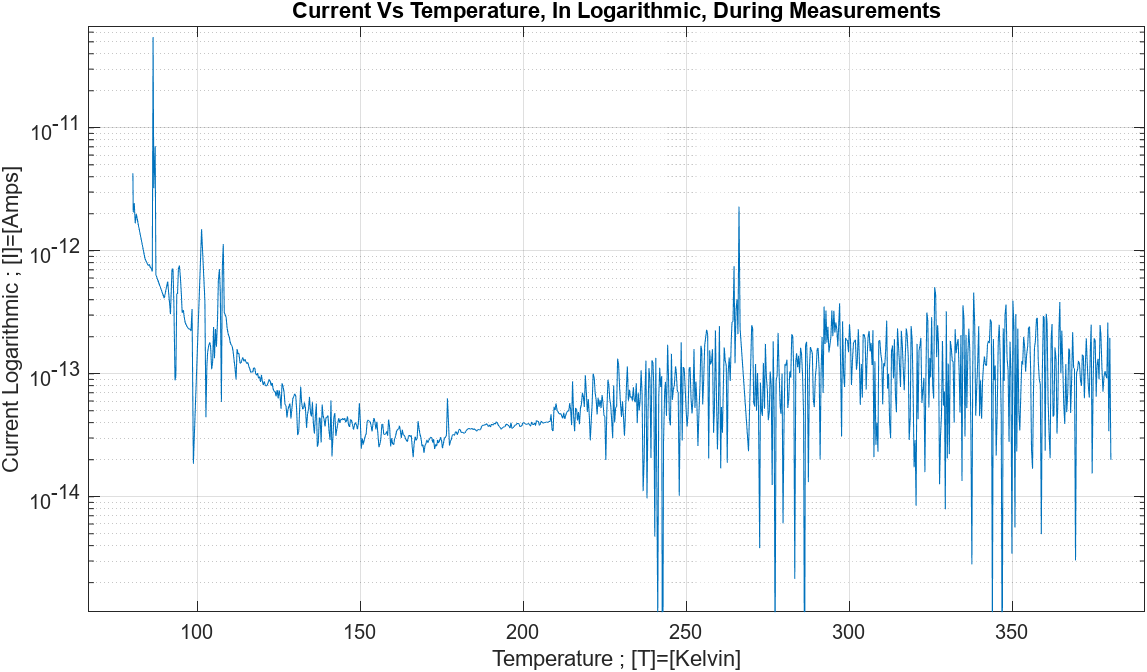 Current Vs Temperature, In Logarithmic, During Measurements
10-11
10-12
10-13
10-14
Current Logarithmic ; [I]=[Amps]
100 150 200 250 300 350
Temperature ; [T]=[Kelvin]